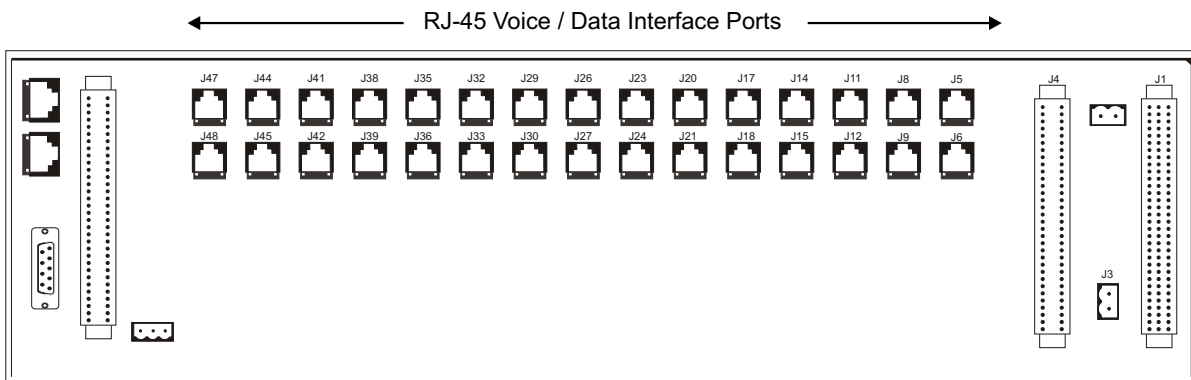 RJ-45 Voice / Data Interface Ports
J47 J44 J41 J38 J35 J32 J29 J26 J23 J20 J17 J14 J11 J8 J5 J4 J1
J48 J45 J42 J39 J36 J33 J30 J27 J24 J21 J18 J15 J12 J9 J6
J3